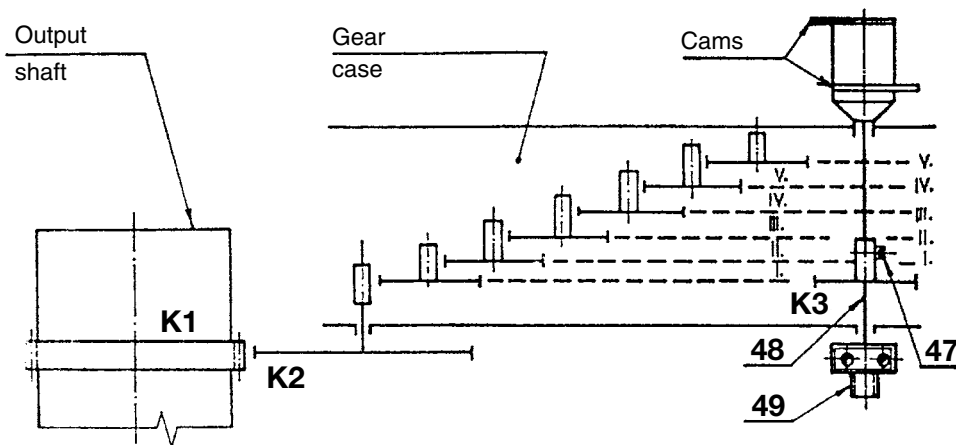 Output
shaft
Gear
case
Cams
V.
V.
IV.
IV.
III.
III.
II.
II.
I.
I.
K1
K2
K3
48
47
49